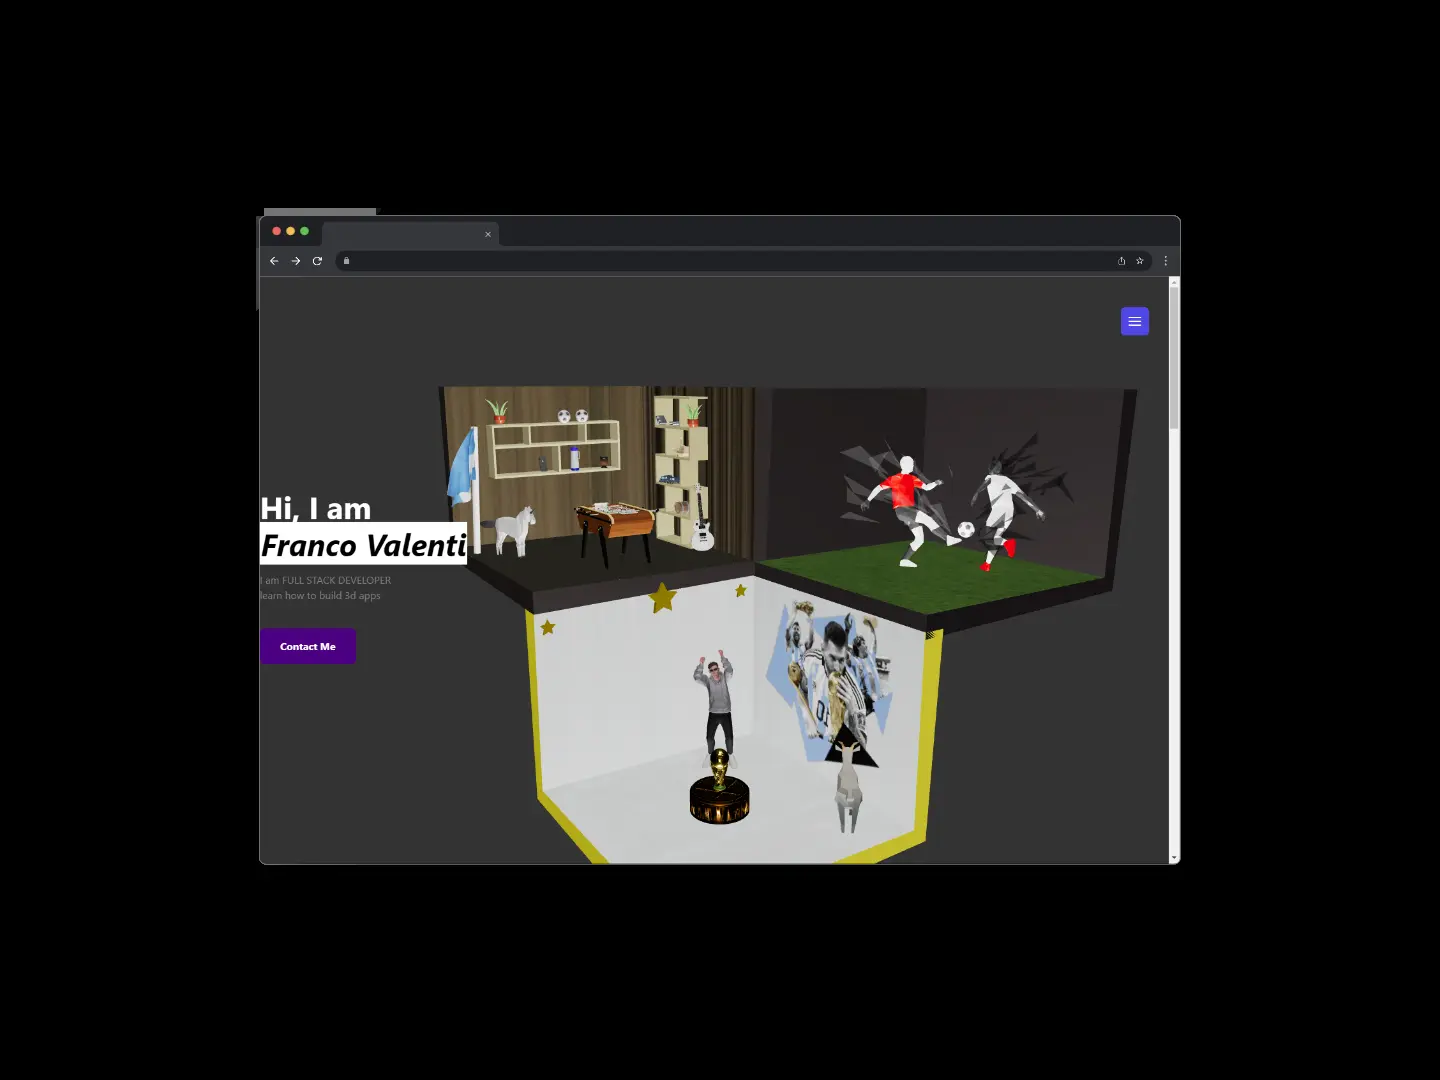 Hi, I am
Franco Valenti
I am FULL STACK DEVELOPER
learn how to build 3d apps
Contact Me